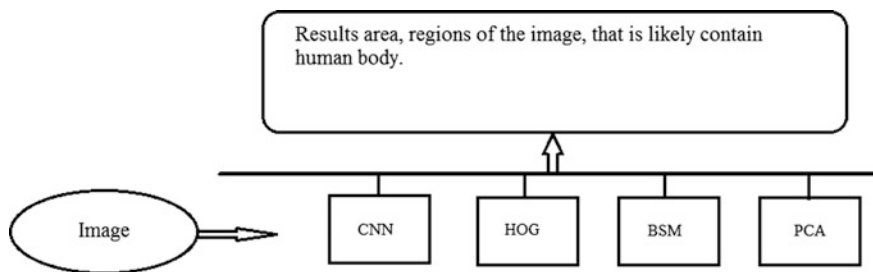 Results area, regions of the image, that is likely contain
human body.
Image
CNN
HOG
BSM
PCA